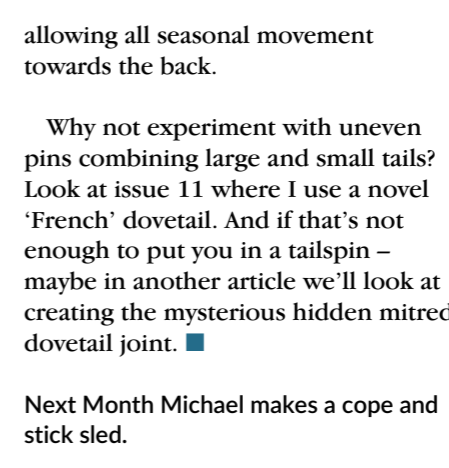 allowing all seasonal movement
towards the back.
Why not experiment with uneven
pins combining large and small tails?
Look at issue 11 where I use a novel
‘French’ dovetail. And if that’s not
enough to put you in a tailspin –
maybe in another article we’ll look at
creating the mysterious hidden mitred
dovetail joint.
Next Month Michael makes a cope and
stick sled.